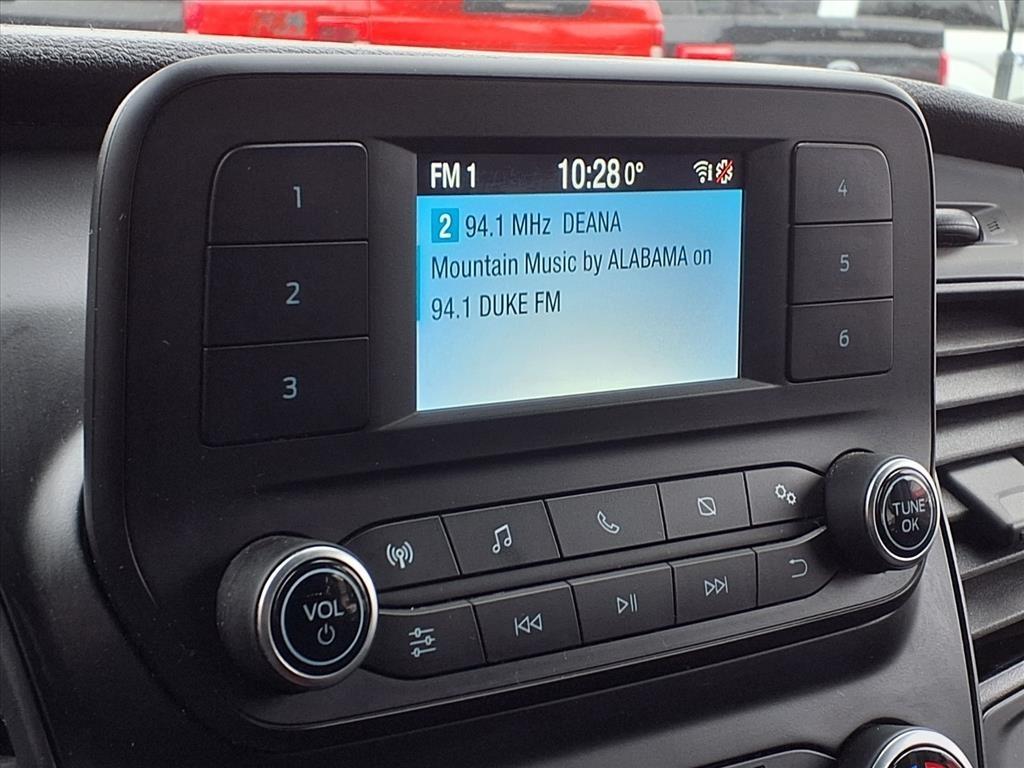 FM 1 10:28 0°
2 94.1 MHz DEANA
Mountain Music by ALABAMA on
94.1 DUKE FM
1
2
3
4
5
6
VOL
TUNE
OK